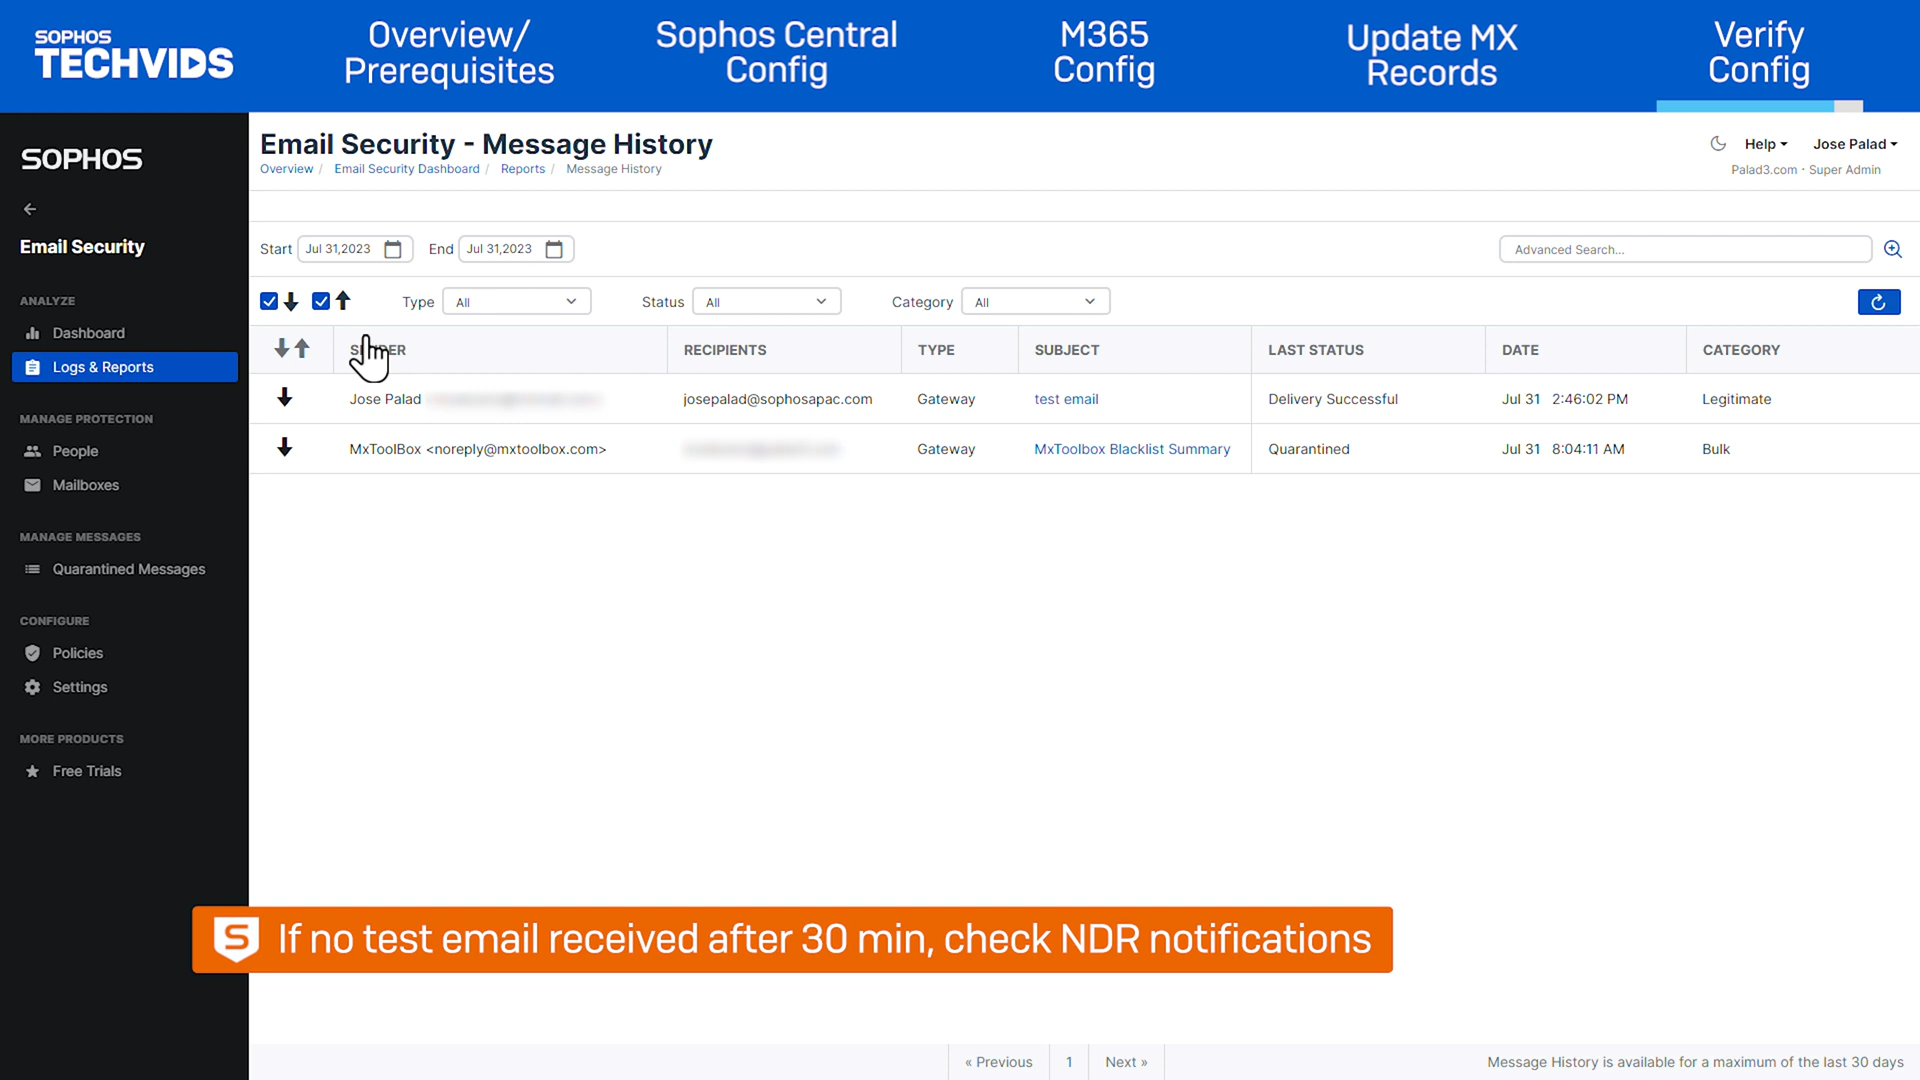 SOPHOS
TECHVIDS
Overview/
Prerequisites
Sophos Central
Config
M365
Config
Update MX
Records
Verify
Config
SOPHOS
Email Security
ANALYZE
Dashboard
Logs & Reports
MANAGE PROTECTION
People
Mailboxes
MANAGE MESSAGES
Quarantined Messages
CONFIGURE
Policies
Settings
MORE PRODUCTS
Free Trials
Email Security - Message History
Overview / Email Security Dashboard / Reports / Message History
Help
Jose Palad
Palad3.com · Super Admin
Start Jul 31,2023 End Jul 31,2023
Advanced Search...
Type All Status All Category All
RECIPIENTS TYPE SUBJECT LAST STATUS DATE CATEGORY
Jose Palad josepalad@sophosapac.com Gateway test email Delivery Successful Jul 31 2:46:02 PM Legitimate
MxToolBox <noreply@mxtoolbox.com> Gateway MxToolbox Blacklist Summary Quarantined Jul 31 8:04:11 AM Bulk
S If no test email received after 30 min, check NDR notifications
« Previous 1 Next »
Message History is available for a maximum of the last 30 days